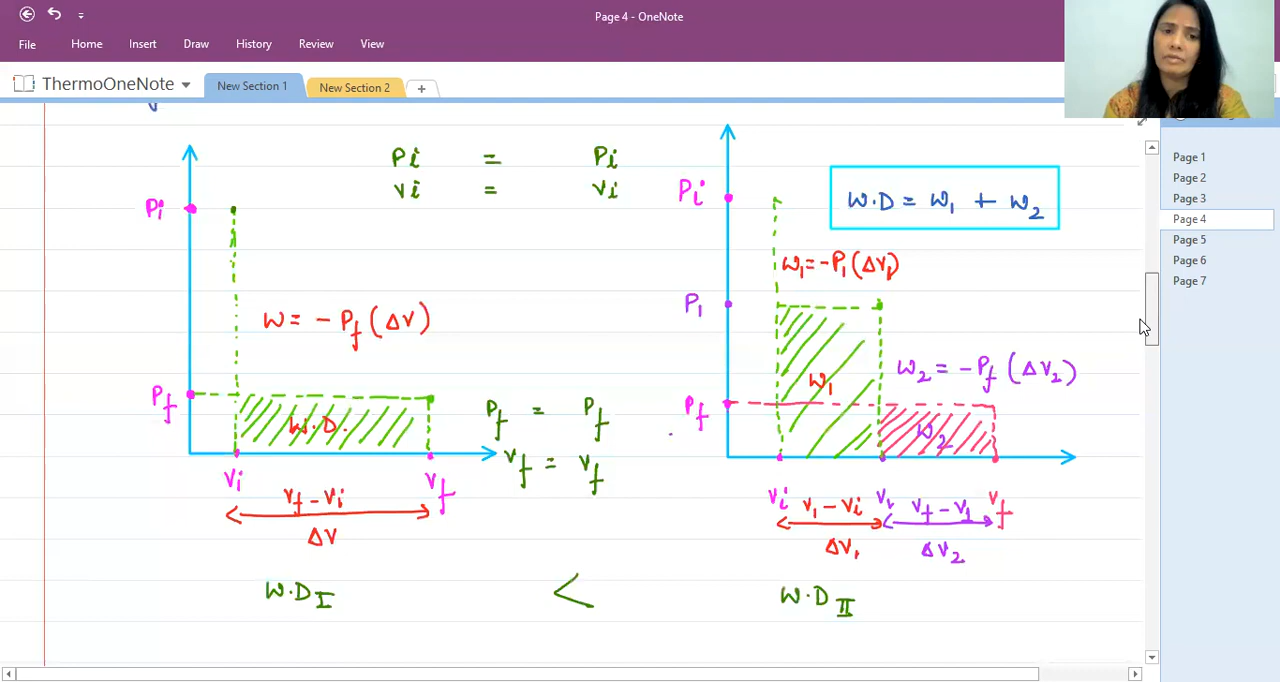 Page 4 - OneNote
File Home Insert Draw History Review View
ThermoOneNote New Section 1 New Section 2 +
Page 1
Page 2
Page 3
Page 4
Page 5
Page 6
Page 7
Pi = Pi
Vi = Vi
Pi
W = - Pf (ΔV)
Pf
W.D.
Vi Vf
Vf - Vi
ΔV
Pf = Pf
Vf = Vf
Pi
W.D = W1 + W2
W1 = -P1 (ΔV1)
P1
W2 = -Pf (ΔV2)
W1
Pf
W2
Vi V1 - Vi V1 Vf - V1 Vf
ΔV1 ΔV2
W.D I < W.D II